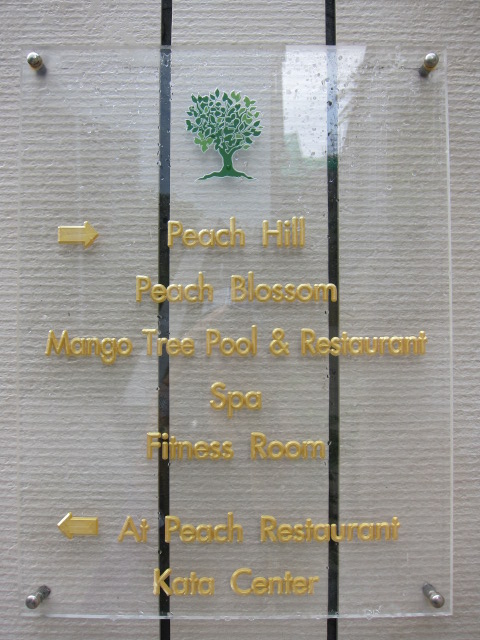 Peach Hill
Peach Blossom
Mango Tree Pool & Restaurant
Spa
Fitness Room
At Peach Restaurant
Kata Center